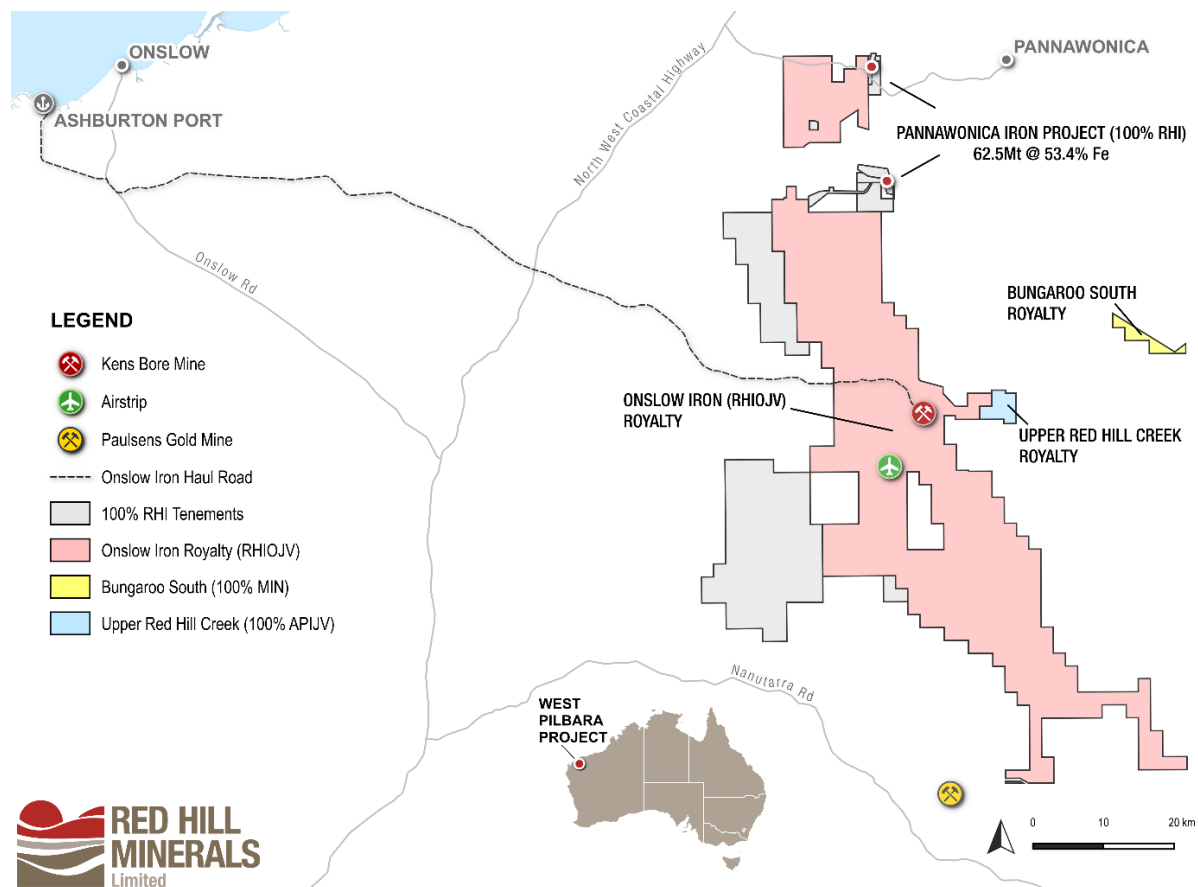 ONSLOW
ASHBURTON PORT
North West Coastal Highway
PANNAWONICA
PANNAWONICA IRON PROJECT (100% RHI)
62.5Mt @ 53.4% Fe
Onslow Rd
BUNGAROO SOUTH
ROYALTY
LEGEND
Kens Bore Mine
Airstrip
Paulsens Gold Mine
Onslow Iron Haul Road
100% RHI Tenements
Onslow Iron Royalty (RHIOJV)
Bungaroo South (100% MIN)
Upper Red Hill Creek (100% APIJV)
ONSLOW IRON (RHIOJV)
ROYALTY
UPPER RED HILL CREEK
ROYALTY
Nanutarra Rd
WEST
PILBARA
PROJECT
RED HILL
MINERALS
Limited
0 10 20 km